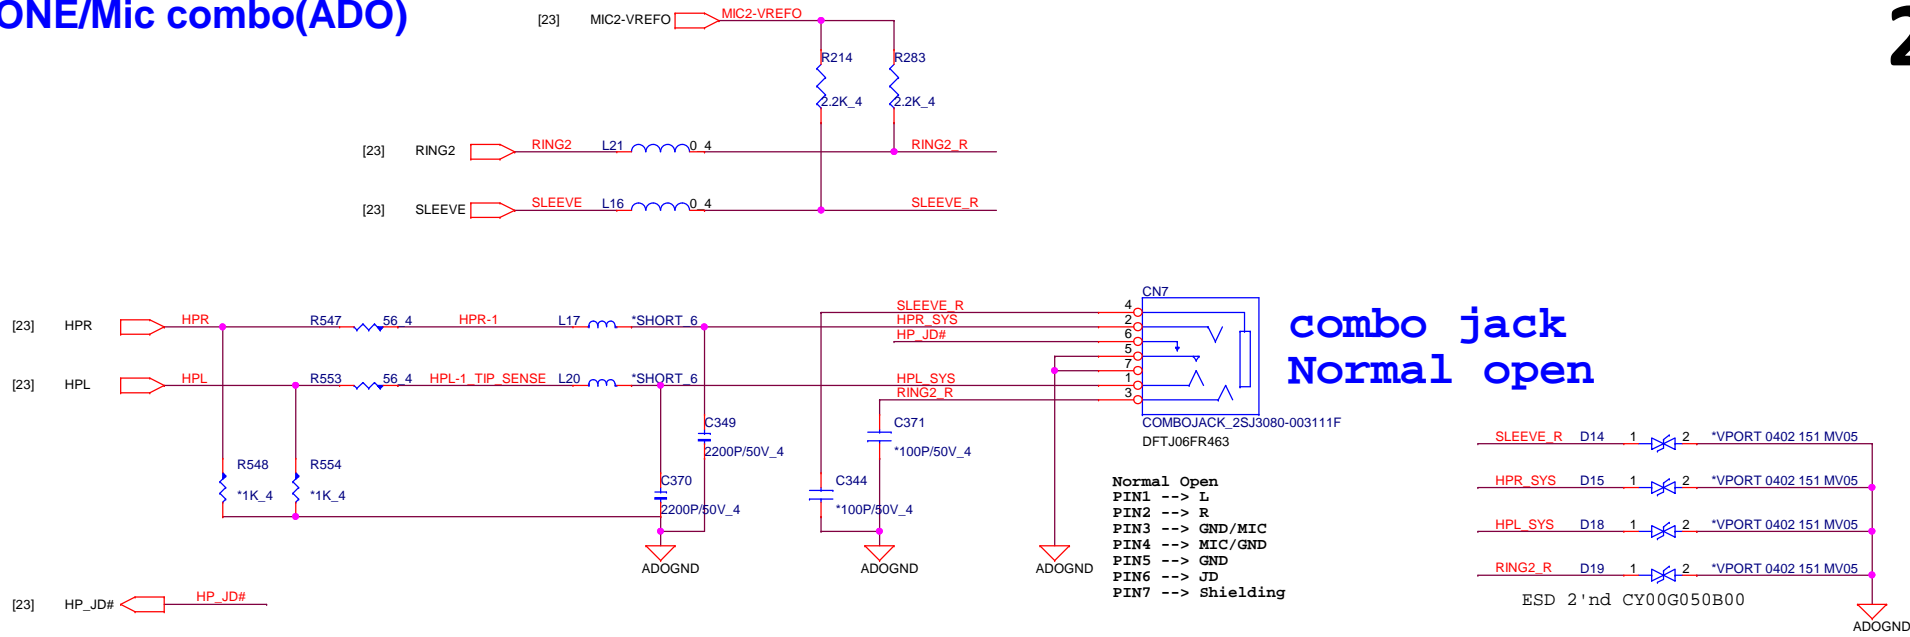 ONE/Mic combo(ADO)
2
[23] MIC2-VREFO MIC2-VREFO
R214 R283
2.2K_4 2.2K_4
[23] RING2 RING2 L21 0_4 RING2_R
[23] SLEEVE SLEEVE L16 0_4 SLEEVE_R
CN7
SLEEVE_R 4
[23] HPR HPR R547 56_4 HPR-1 L17 *SHORT_6 HPR_SYS 2
HP_JD# 6
5
7
[23] HPL HPL R553 56_4 HPL-1_TIP_SENSE L20 *SHORT_6 HPL_SYS 1
RING2_R 3
combo jack
Normal open
COMBOJACK_2SJ3080-003111F
DFTJ06FR463
C349
2200P/50V_4
C371
*100P/50V_4
R548 R554
*1K_4 *1K_4
C370
2200P/50V_4
C344
*100P/50V_4
ADOGND ADOGND ADOGND
Normal Open
PIN1 --> L
PIN2 --> R
PIN3 --> GND/MIC
PIN4 --> MIC/GND
PIN5 --> GND
PIN6 --> JD
PIN7 --> Shielding
SLEEVE_R D14 1 2 *VPORT 0402 151 MV05
HPR_SYS D15 1 2 *VPORT 0402 151 MV05
HPL_SYS D18 1 2 *VPORT 0402 151 MV05
RING2_R D19 1 2 *VPORT 0402 151 MV05
ESD 2'nd CY00G050B00
ADOGND
[23] HP_JD# HP_JD#